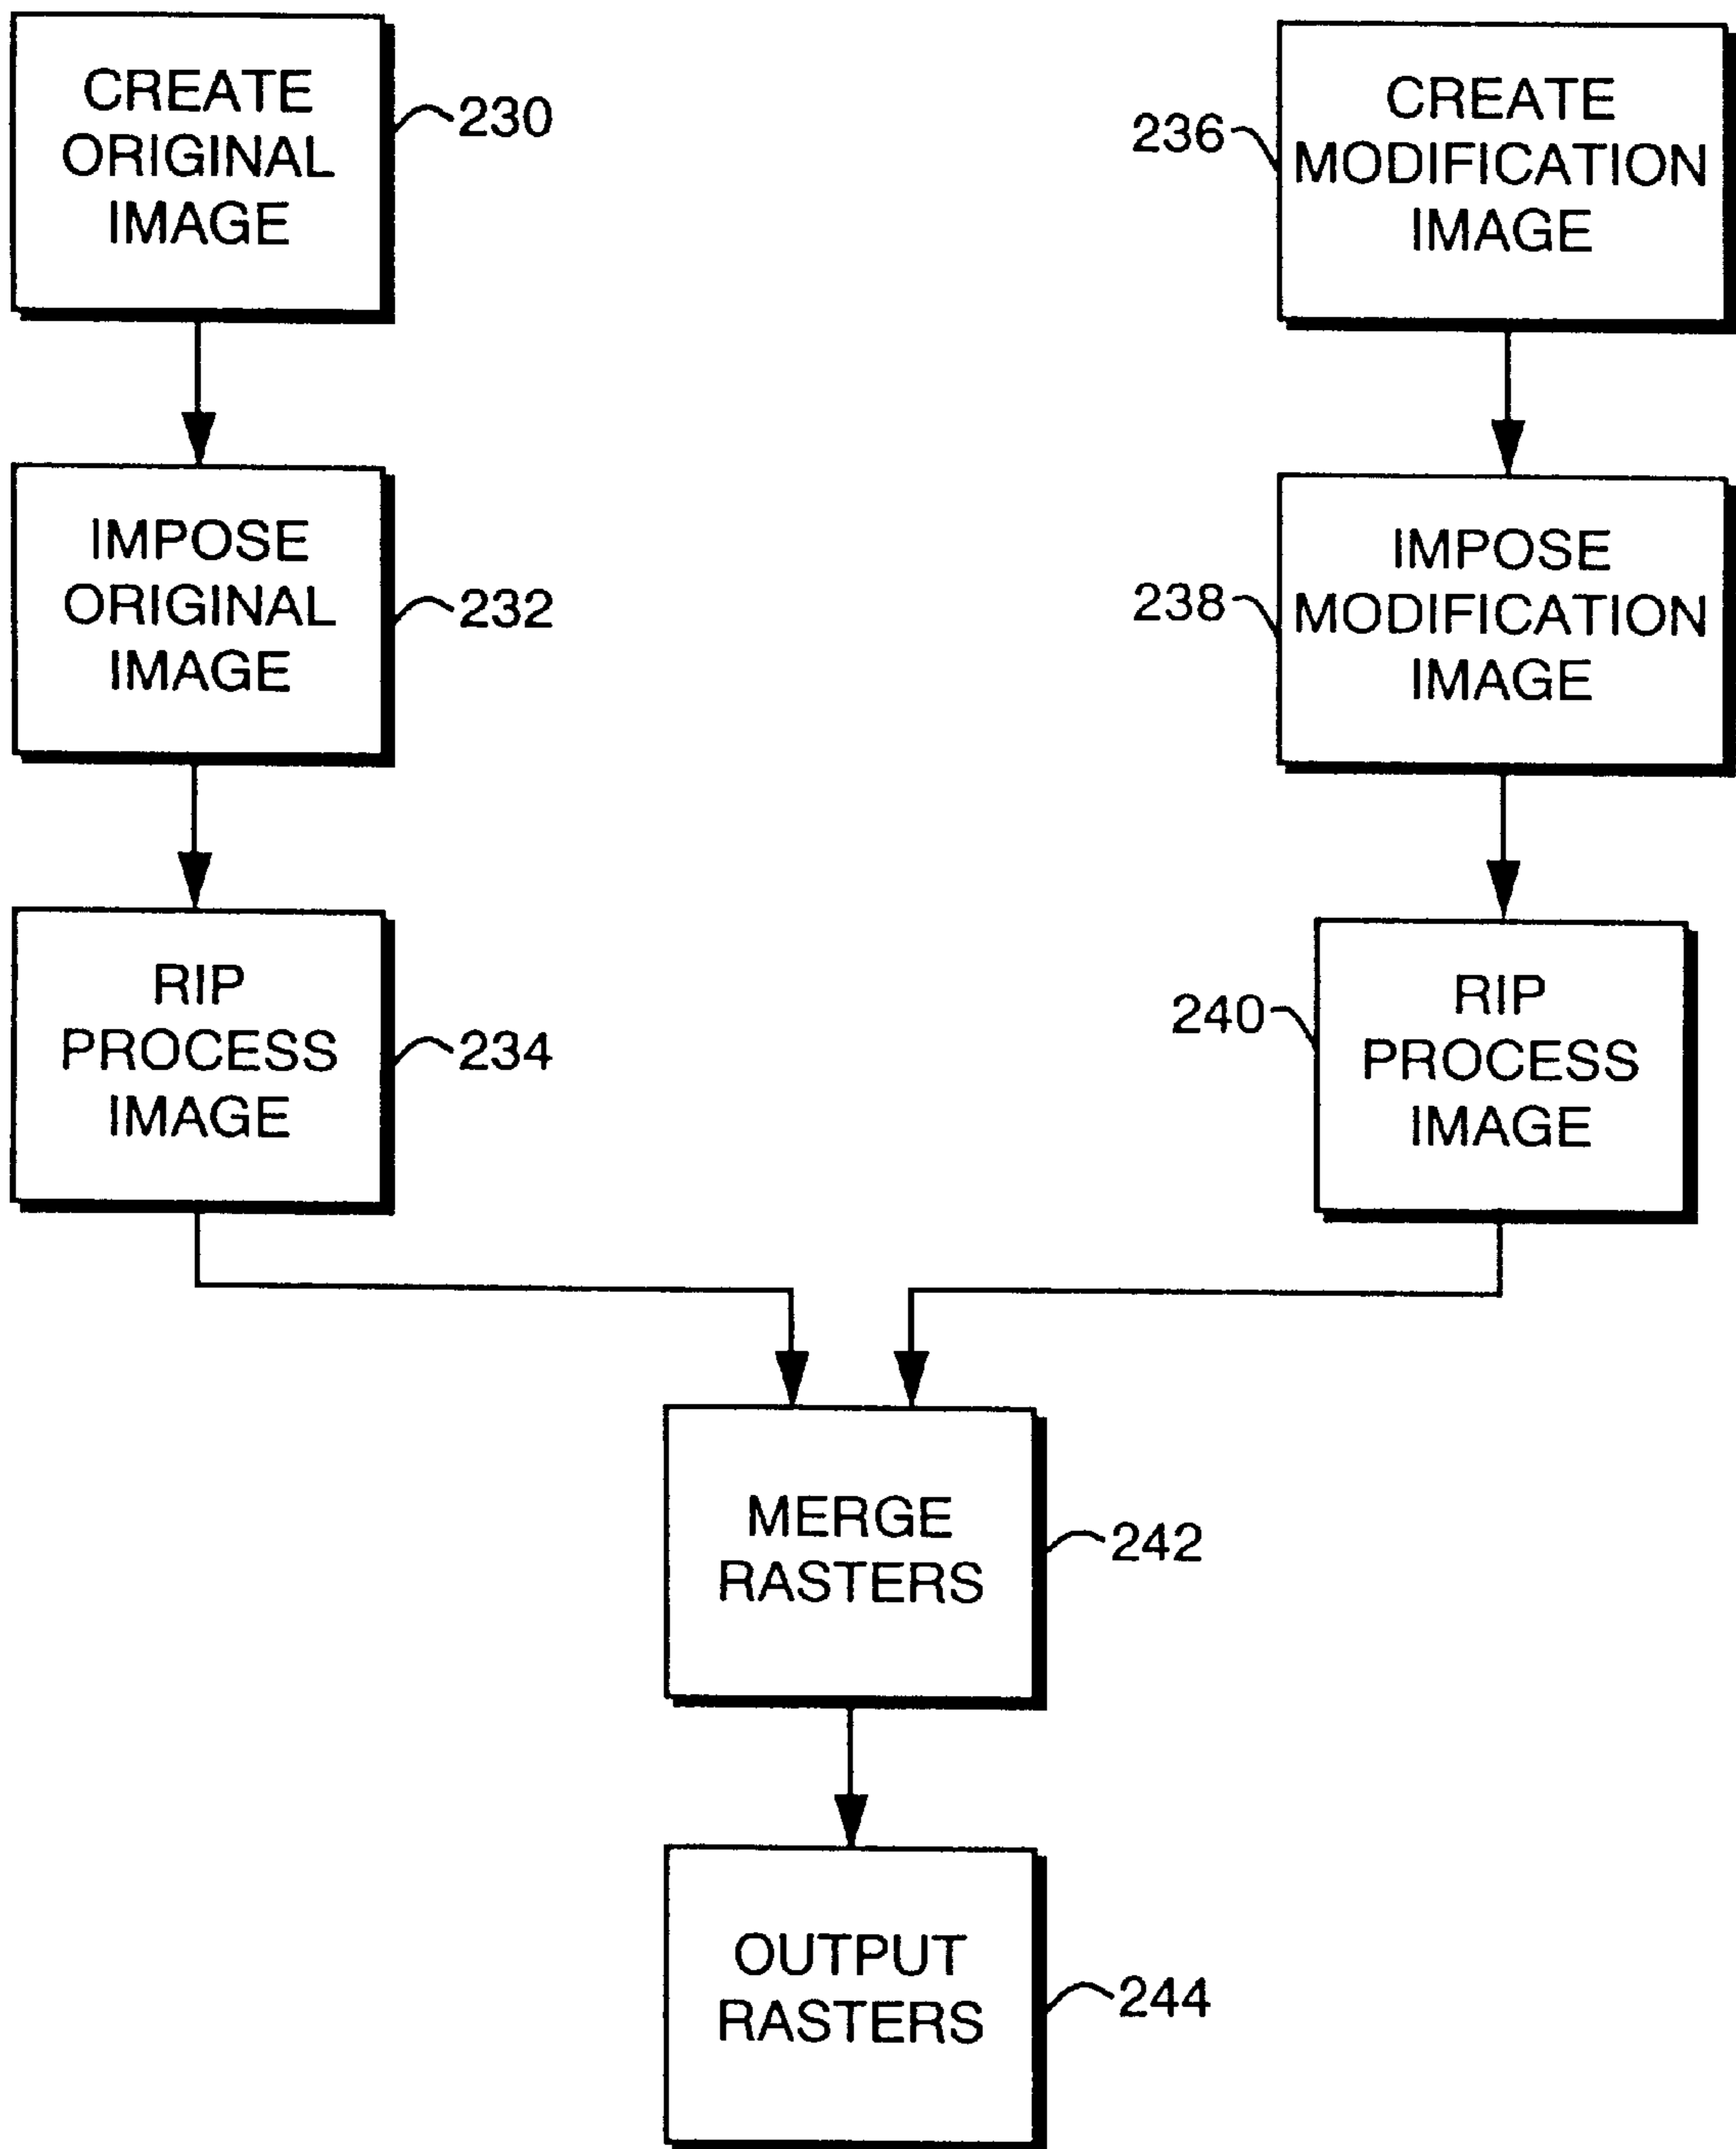 CREATE
ORIGINAL
IMAGE
230
236
CREATE
MODIFICATION
IMAGE
IMPOSE
ORIGINAL
IMAGE
232
238
IMPOSE
MODIFICATION
IMAGE
RIP
PROCESS
IMAGE
234
240
RIP
PROCESS
IMAGE
MERGE
RASTERS
242
OUTPUT
RASTERS
244